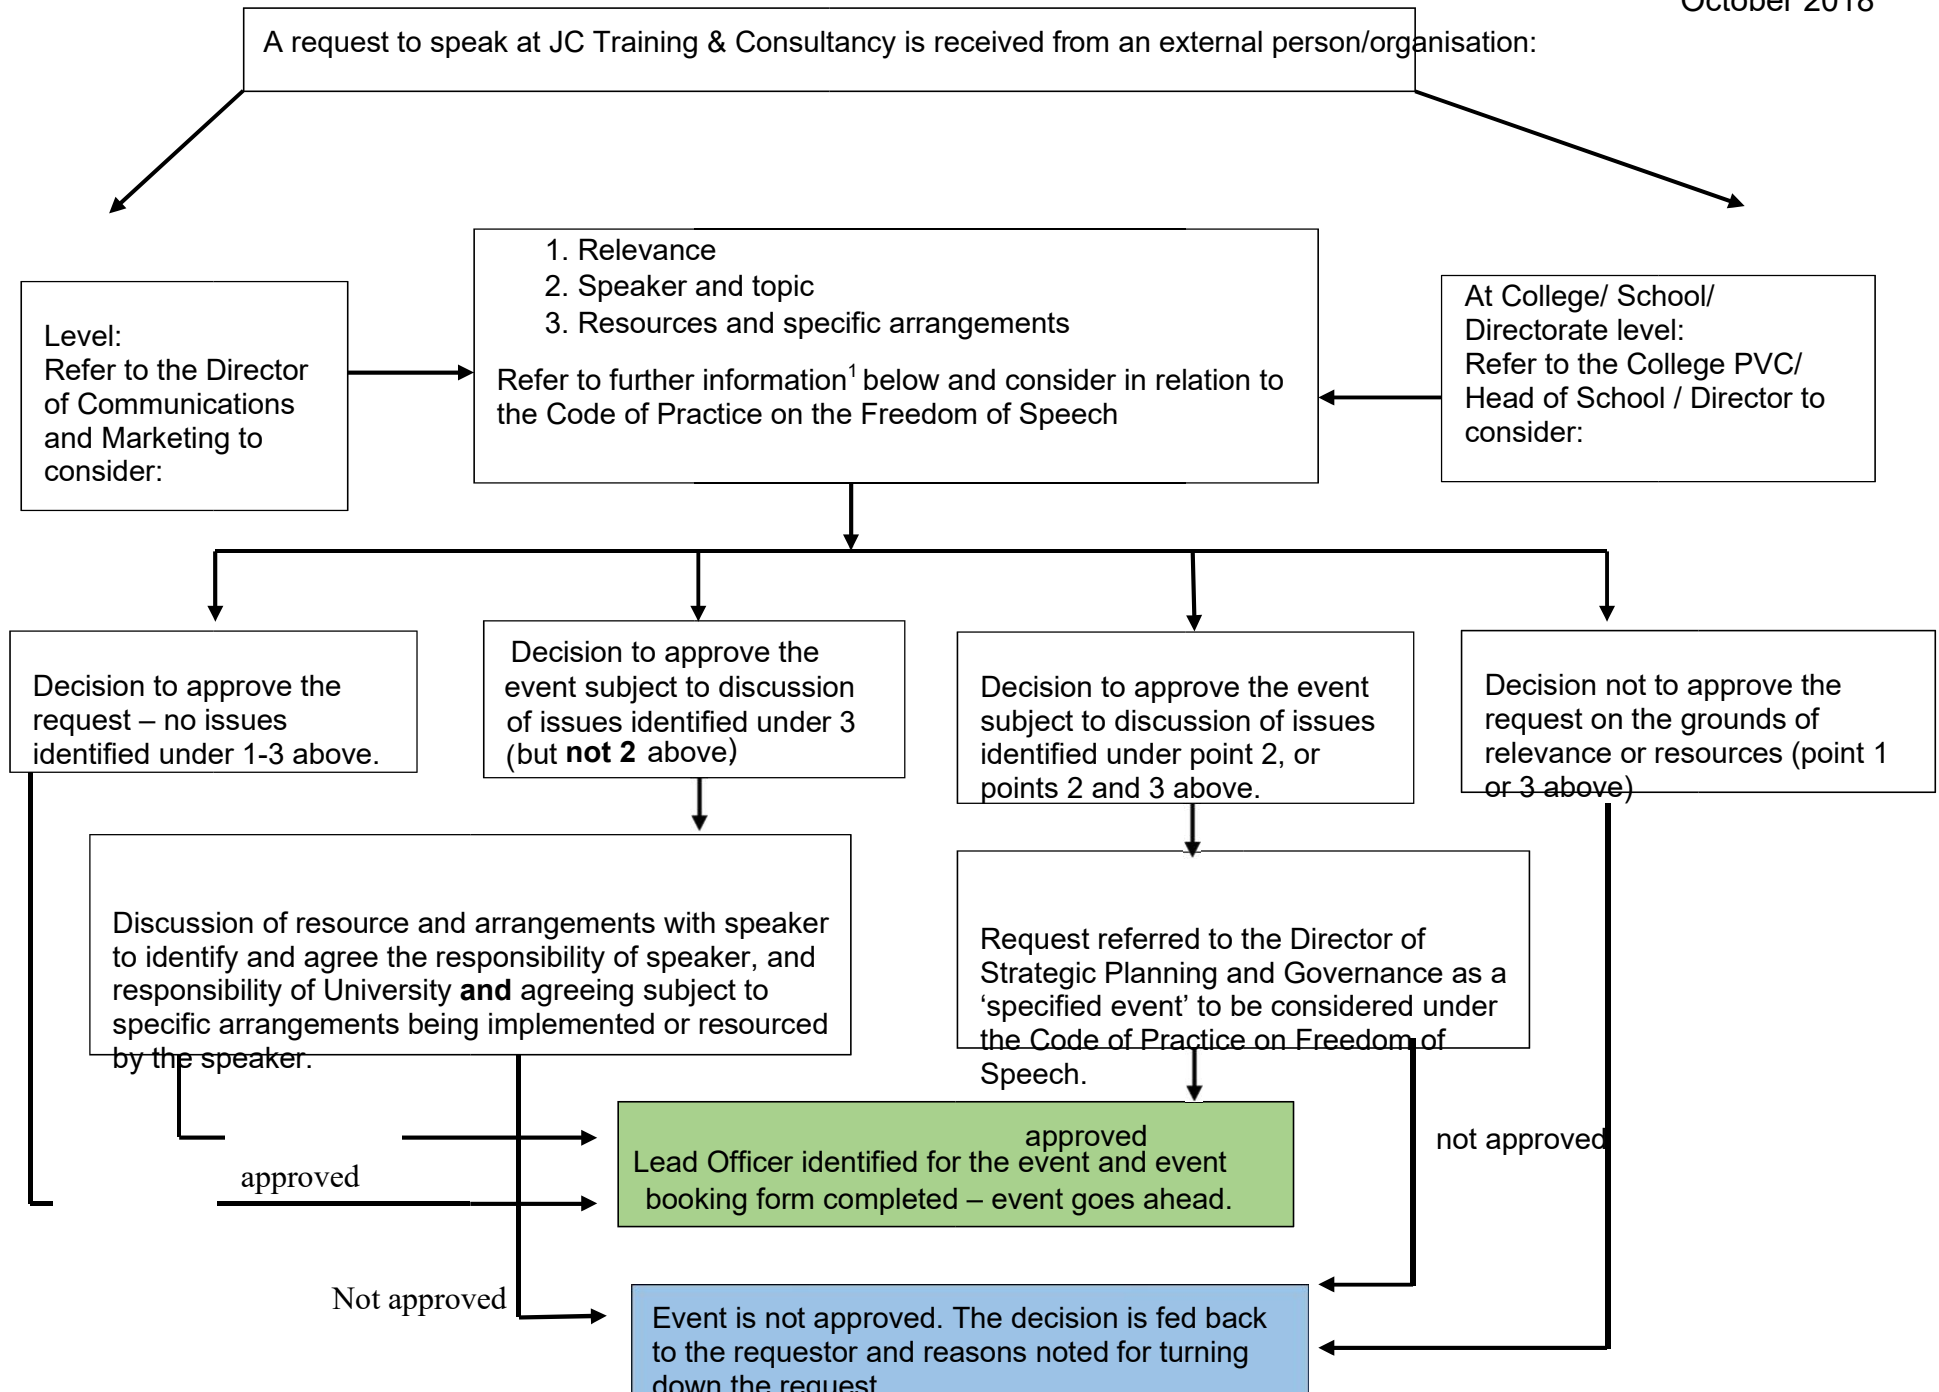 October 2018
A request to speak at JC Training & Consultancy is received from an external person/organisation:
1. Relevance
2. Speaker and topic
3. Resources and specific arrangements
Refer to further information1 below and consider in relation to
the Code of Practice on the Freedom of Speech
Level:
Refer to the Director
of Communications
and Marketing to
consider:
At College/ School/
Directorate level:
Refer to the College PVC/
Head of School / Director to
consider:
Decision to approve the
request – no issues
identified under 1-3 above.
Decision to approve the
event subject to discussion
of issues identified under 3
(but not 2 above)
Decision to approve the event
subject to discussion of issues
identified under point 2, or
points 2 and 3 above.
Decision not to approve the
request on the grounds of
relevance or resources (point 1
or 3 above)
Discussion of resource and arrangements with speaker
to identify and agree the responsibility of speaker, and
responsibility of University and agreeing subject to
specific arrangements being implemented or resourced
by the speaker.
Request referred to the Director of
Strategic Planning and Governance as a
‘specified event’ to be considered under
the Code of Practice on Freedom of
Speech.
approved
not approved
approved
Lead Officer identified for the event and event
booking form completed – event goes ahead.
Not approved
Event is not approved. The decision is fed back
to the requestor and reasons noted for turning
down the request